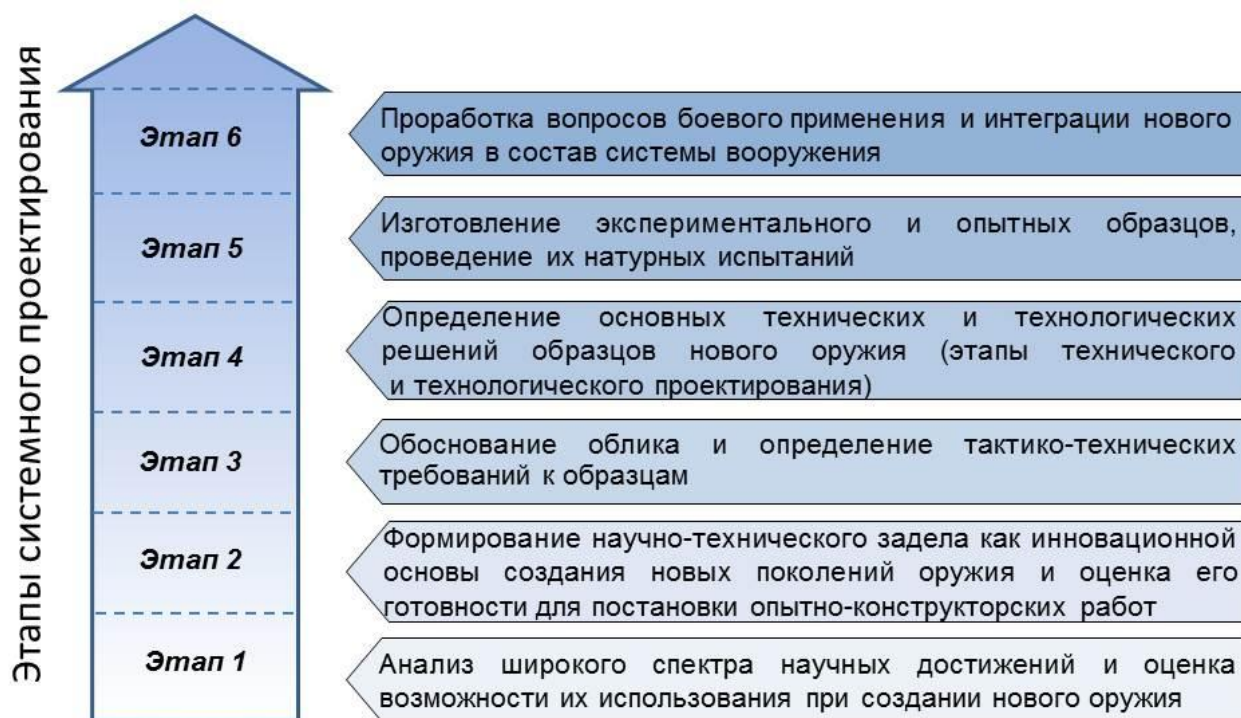 Этапы системного проектирования
Этап 6
Проработка вопросов боевого применения и интеграции нового
оружия в состав системы вооружения
Этап 5
Изготовление экспериментального и опытных образцов,
проведение их натурных испытаний
Этап 4
Определение основных технических и технологических
решений образцов нового оружия (этапы технического
и технологического проектирования)
Этап 3
Обоснование облика и определение тактико-технических
требований к образцам
Этап 2
Формирование научно-технического задела как инновационной
основы создания новых поколений оружия и оценка его
готовности для постановки опытно-конструкторских работ
Этап 1
Анализ широкого спектра научных достижений и оценка
возможности их использования при создании нового оружия